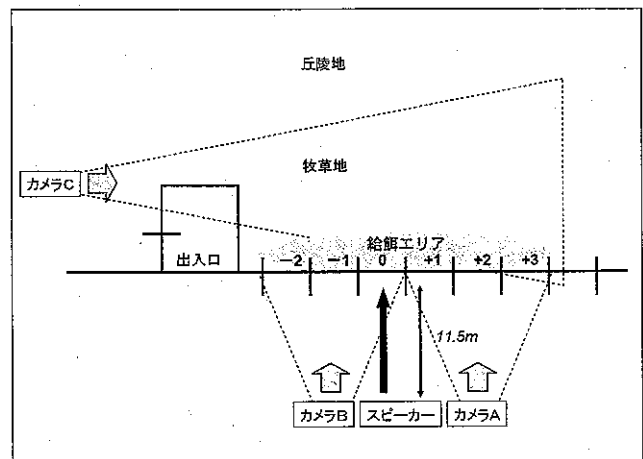 丘陵地
牧草地
カメラC
給餌エリア
出入口
-2 -1 0 +1 +2 +3
11.5m
カメラB スピーカー カメラA